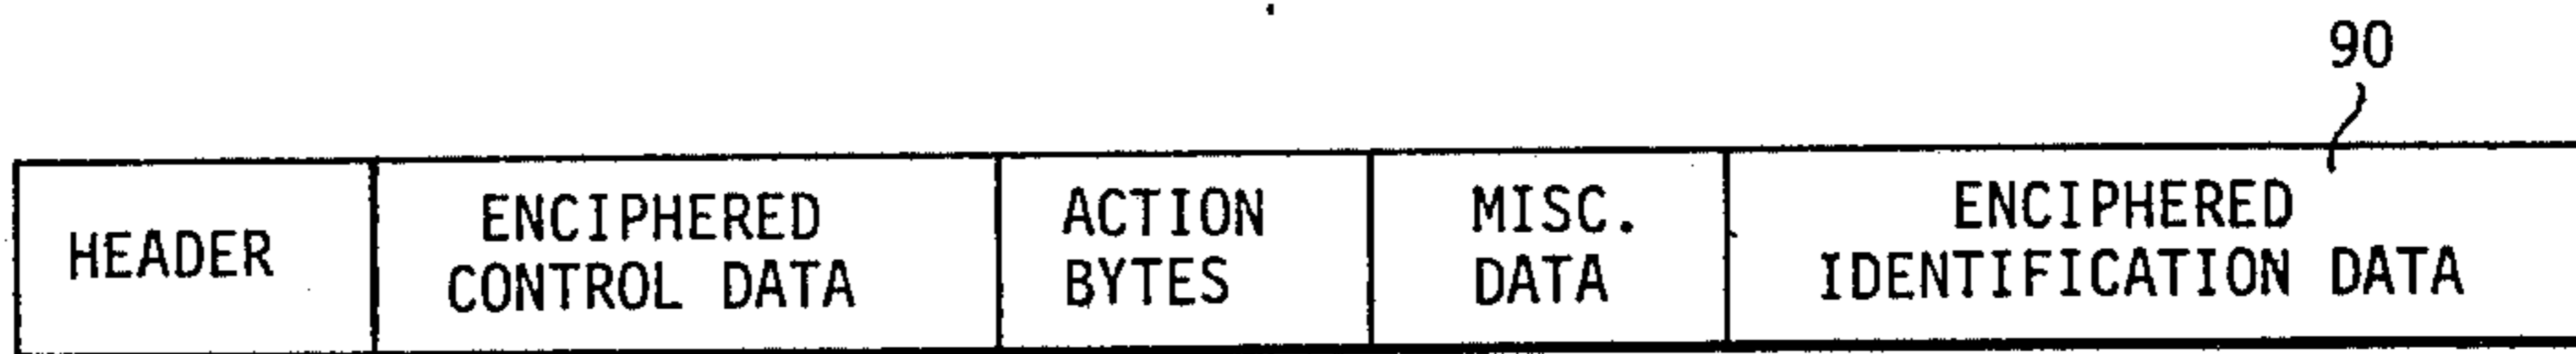 90
HEADER
ENCIPHERED
CONTROL DATA
ACTION
BYTES
MISC.
DATA
ENCIPHERED
IDENTIFICATION DATA